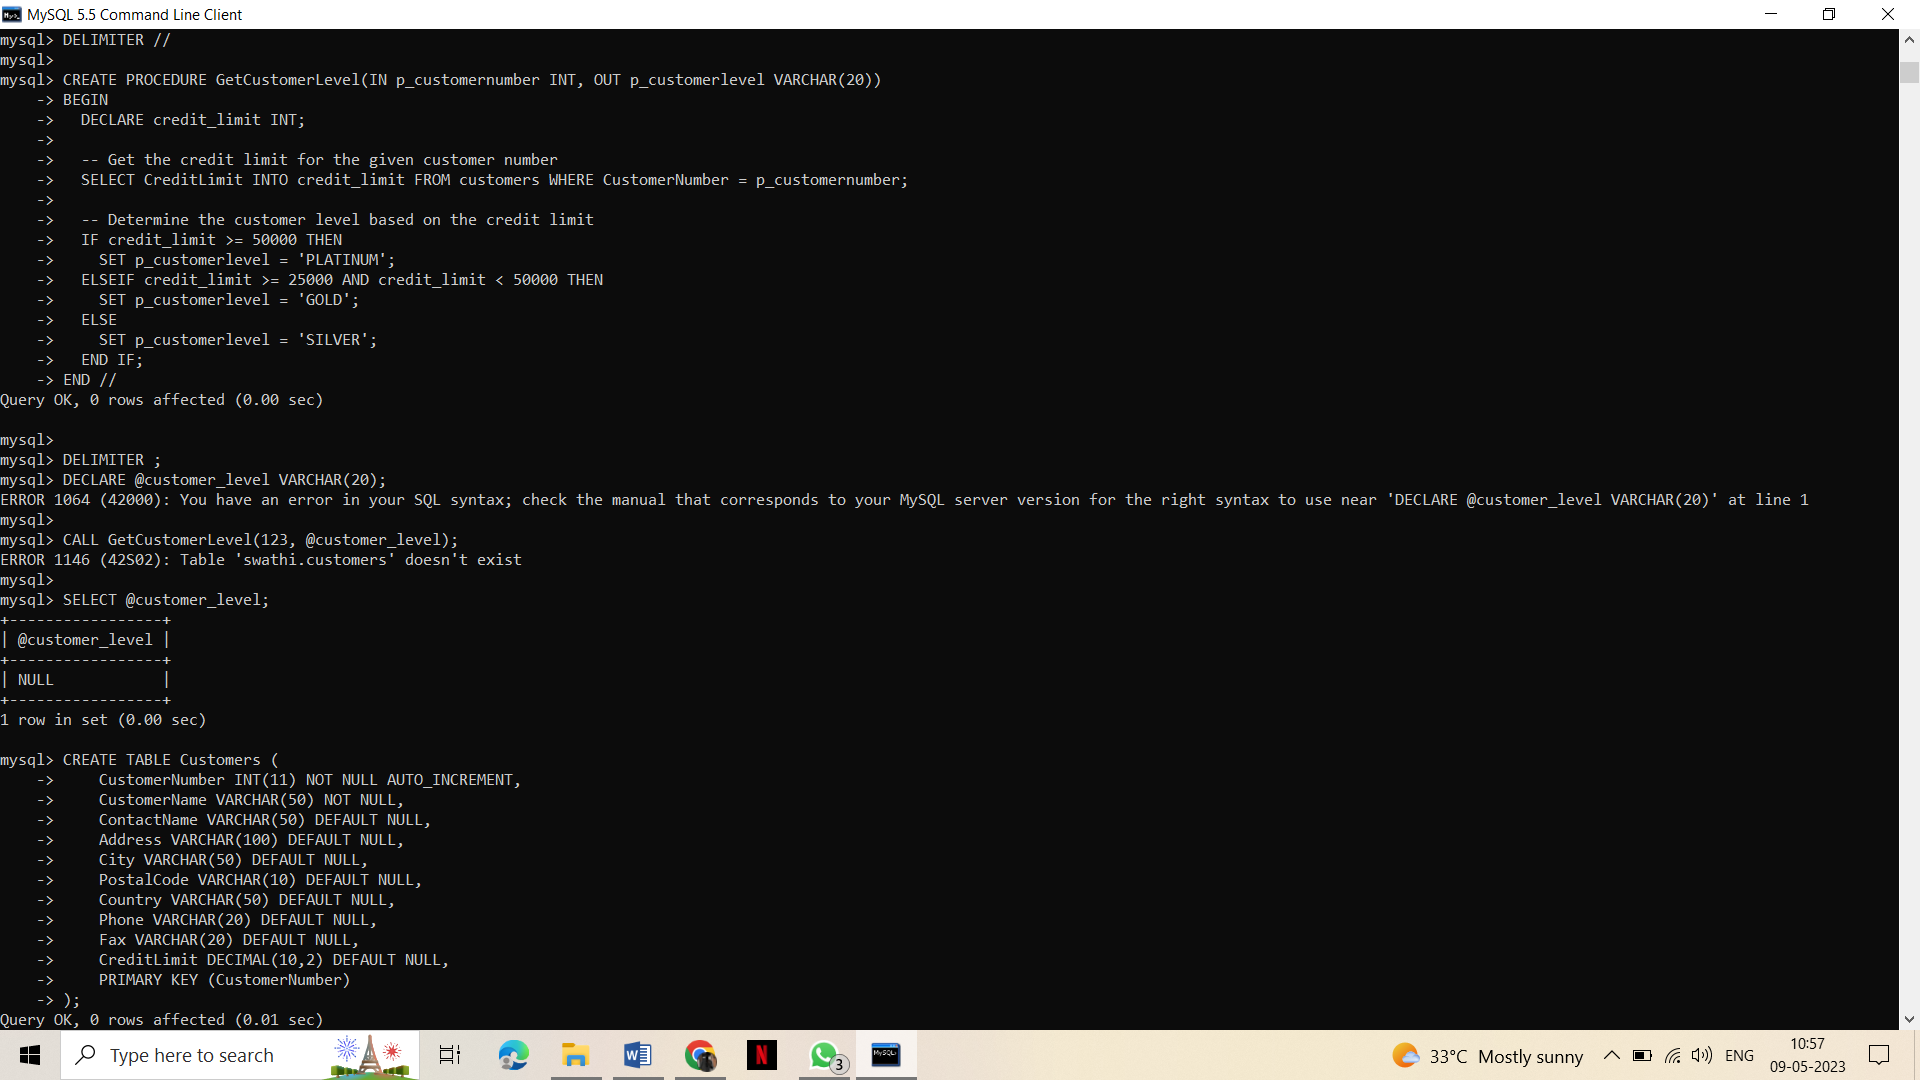 MySQL 5.5 Command Line Client
mysql> DELIMITER //
mysql>
mysql> CREATE PROCEDURE GetCustomerLevel(IN p_customernumber INT, OUT p_customerlevel VARCHAR(20))
    -> BEGIN
    ->   DECLARE credit_limit INT;
    ->
    ->   -- Get the credit limit for the given customer number
    ->   SELECT CreditLimit INTO credit_limit FROM customers WHERE CustomerNumber = p_customernumber;
    ->
    ->   -- Determine the customer level based on the credit limit
    ->   IF credit_limit >= 50000 THEN
    ->     SET p_customerlevel = 'PLATINUM';
    ->   ELSEIF credit_limit >= 25000 AND credit_limit < 50000 THEN
    ->     SET p_customerlevel = 'GOLD';
    ->   ELSE
    ->     SET p_customerlevel = 'SILVER';
    ->   END IF;
    -> END //
Query OK, 0 rows affected (0.00 sec)

mysql>
mysql> DELIMITER ;
mysql> DECLARE @customer_level VARCHAR(20);
ERROR 1064 (42000): You have an error in your SQL syntax; check the manual that corresponds to your MySQL server version for the right syntax to use near 'DECLARE @customer_level VARCHAR(20)' at line 1
mysql>
mysql> CALL GetCustomerLevel(123, @customer_level);
ERROR 1146 (42S02): Table 'swathi.customers' doesn't exist
mysql>
mysql> SELECT @customer_level;
+-----------------+
| @customer_level |
+-----------------+
| NULL            |
+-----------------+
1 row in set (0.00 sec)

mysql> CREATE TABLE Customers (
    ->     CustomerNumber INT(11) NOT NULL AUTO_INCREMENT,
    ->     CustomerName VARCHAR(50) NOT NULL,
    ->     ContactName VARCHAR(50) DEFAULT NULL,
    ->     Address VARCHAR(100) DEFAULT NULL,
    ->     City VARCHAR(50) DEFAULT NULL,
    ->     PostalCode VARCHAR(10) DEFAULT NULL,
    ->     Country VARCHAR(50) DEFAULT NULL,
    ->     Phone VARCHAR(20) DEFAULT NULL,
    ->     Fax VARCHAR(20) DEFAULT NULL,
    ->     CreditLimit DECIMAL(10,2) DEFAULT NULL,
    ->     PRIMARY KEY (CustomerNumber)
    -> );
Query OK, 0 rows affected (0.01 sec)
Type here to search
3
33°C Mostly sunny
ENG
10:57
09-05-2023